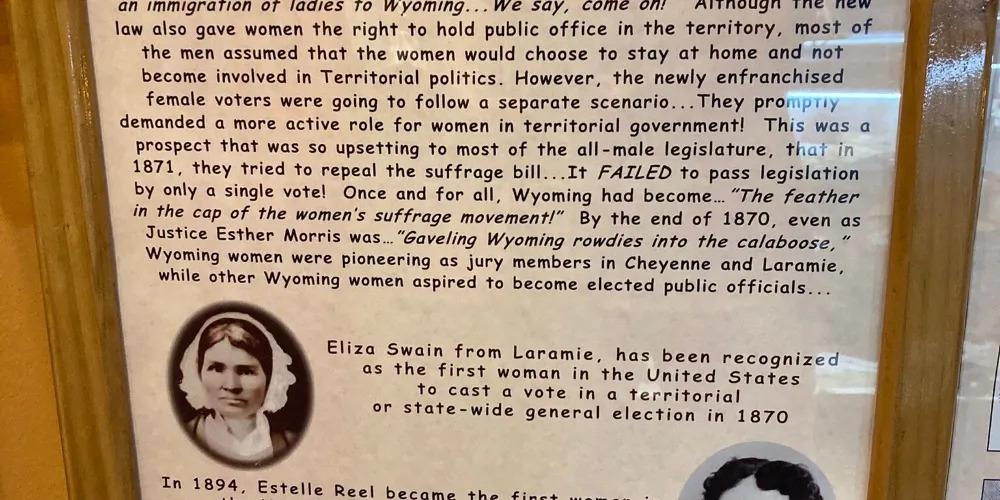 an immigration of ladies to Wyoming...We say, come on!" Although the new
law also gave women the right to hold public office in the territory, most of
the men assumed that the women would choose to stay at home and not
become involved in Territorial politics. However, the newly enfranchised
female voters were going to follow a separate scenario...They promptly
demanded a more active role for women in territorial government! This was a
prospect that was so upsetting to most of the all-male legislature, that in
1871, they tried to repeal the suffrage bill...It FAILED to pass legislation
by only a single vote! Once and for all, Wyoming had become…"The feather
in the cap of the women's suffrage movement!" By the end of 1870, even as
Justice Esther Morris was…"Gaveling Wyoming rowdies into the calaboose,"
Wyoming women were pioneering as jury members in Cheyenne and Laramie,
while other Wyoming women aspired to become elected public officials...
Eliza Swain from Laramie, has been recognized
as the first woman in the United States
to cast a vote in a territorial
or state-wide general election in 1870
In 1894, Estelle Reel became the first woman